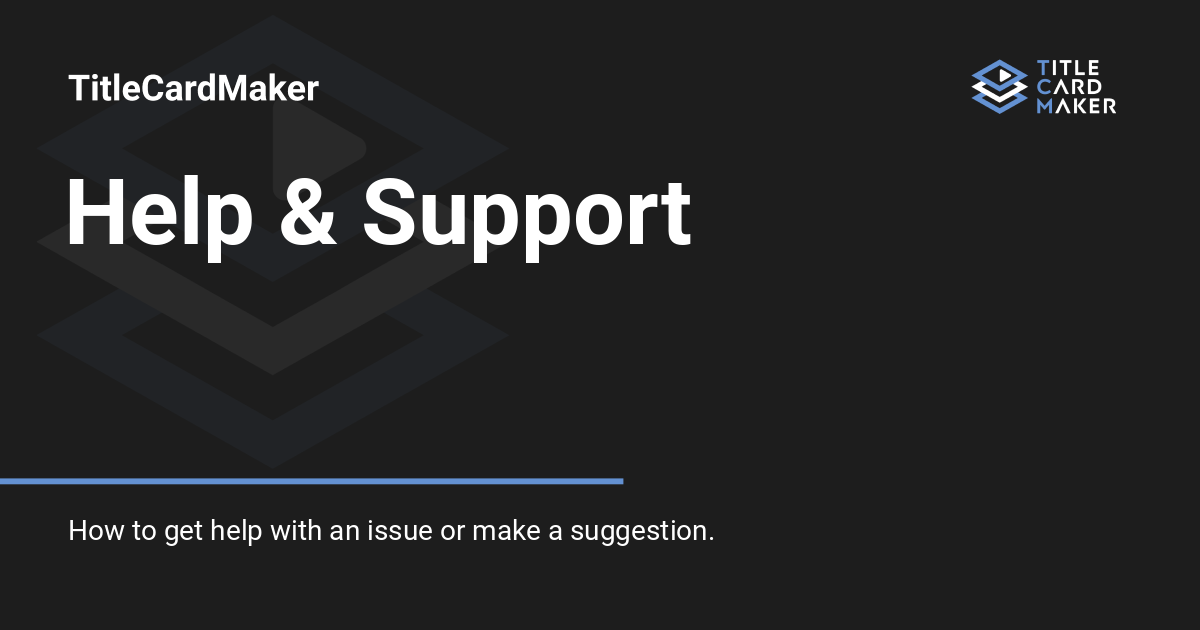 TitleCardMaker
TITLE
CARD
MAKER
Help & Support
How to get help with an issue or make a suggestion.